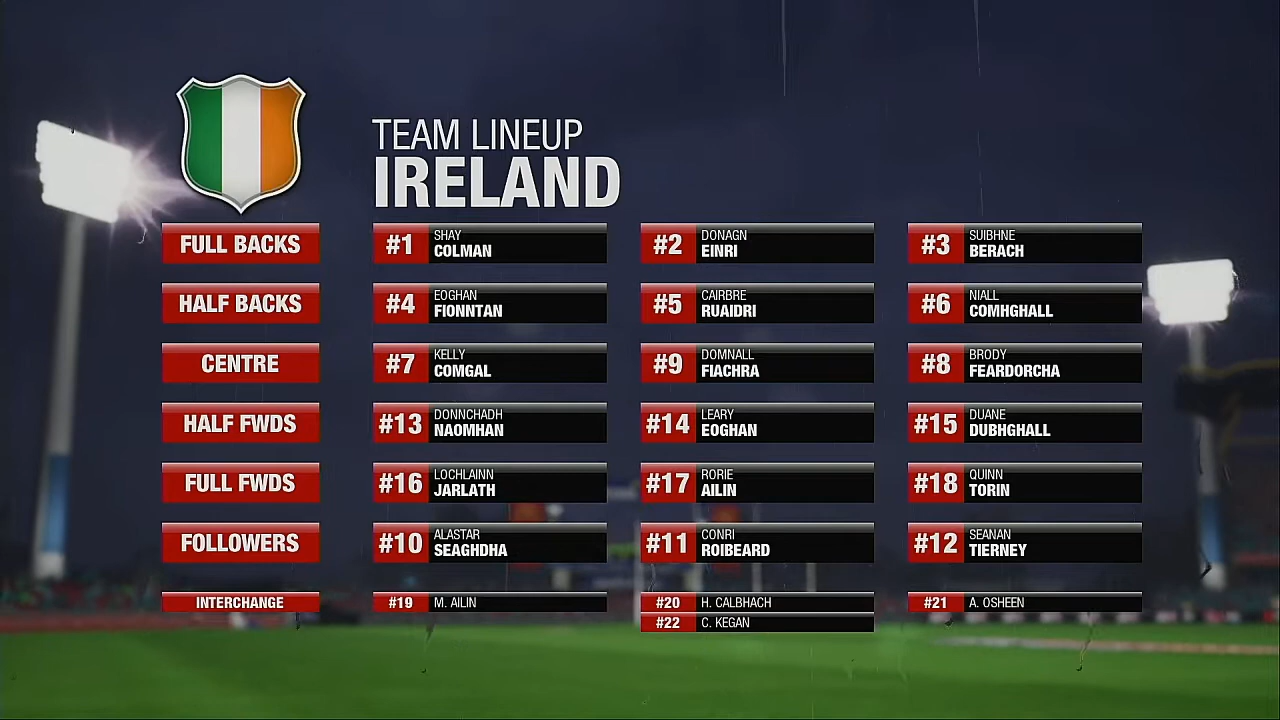 TEAM LINEUP
IRELAND
FULL BACKS
#1 SHAY COLMAN
#2 DONAGN EINRI
#3 SUIBHNE BERACH
HALF BACKS
#4 EOGHAN FIONNTAN
#5 CAIRBRE RUAIDRI
#6 NIALL COMHGHALL
CENTRE
#7 KELLY COMGAL
#9 DOMNALL FIACHRA
#8 BRODY FEARDORCHA
HALF FWDS
#13 DONNCHADH NAOMHAN
#14 LEARY EOGHAN
#15 DUANE DUBHGHALL
FULL FWDS
#16 LOCHLAINN JARLATH
#17 RORIE AILIN
#18 QUINN TORIN
FOLLOWERS
#10 ALASTAR SEAGHDHA
#11 CONRI ROIBEARD
#12 SEANAN TIERNEY
INTERCHANGE
#19 M. AILIN
#20 H. CALBHACH
#21 A. OSHEEN
#22 C. KEGAN